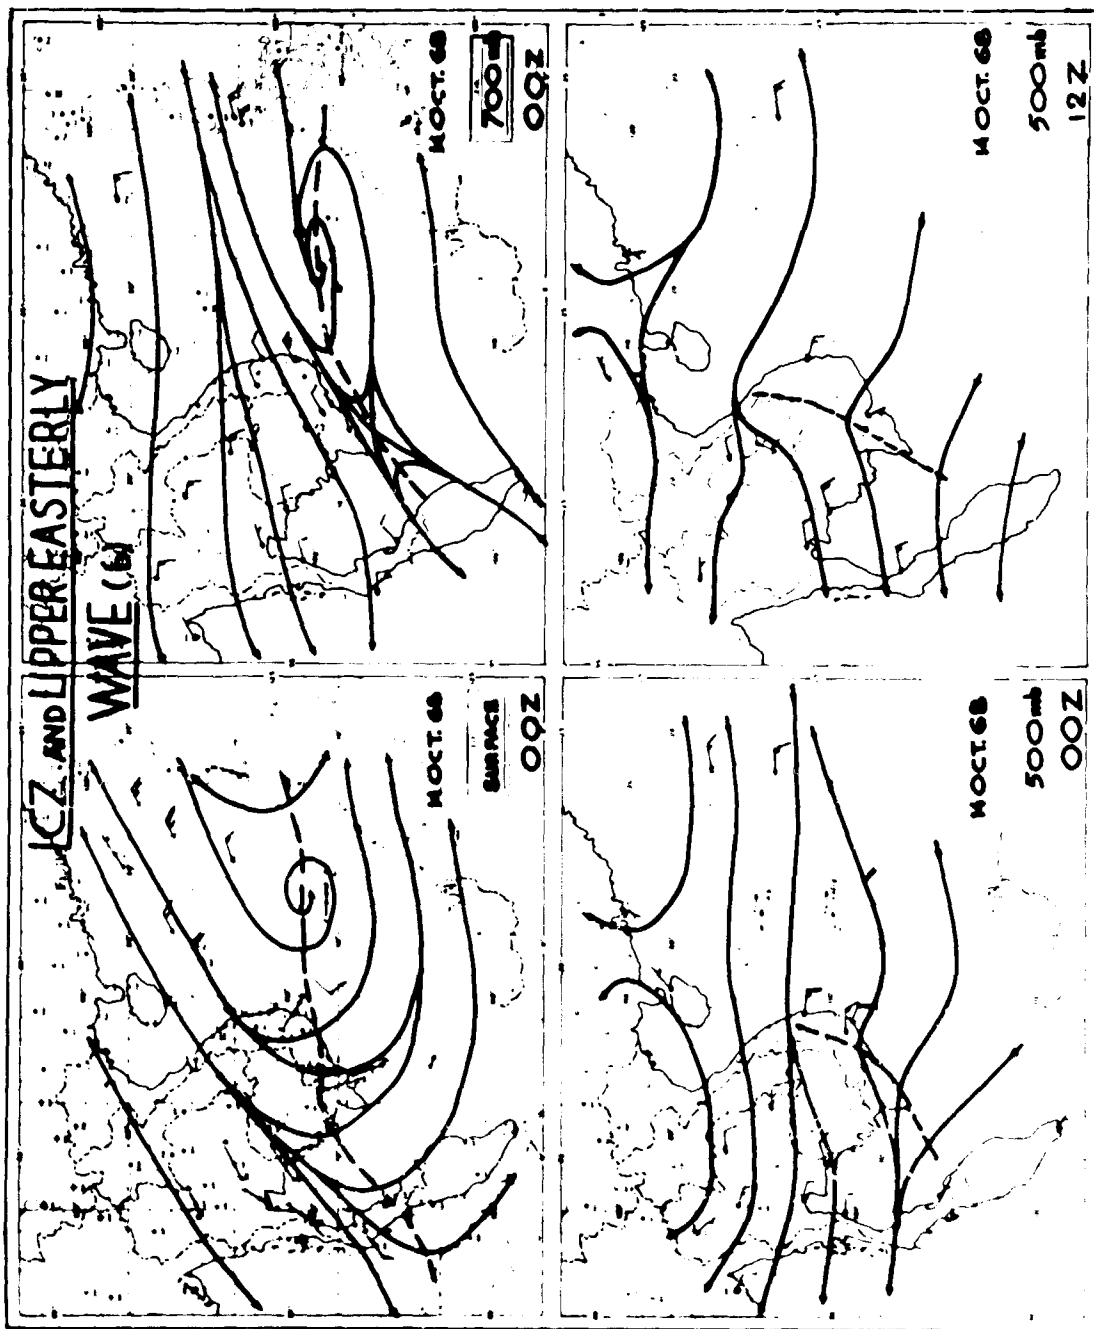 ICZ AND UPPER EASTERLY
WAVE (b)
14 OCT. 68
SURFACE
00Z
14 OCT. 68
700mb
00Z
14 OCT. 68
500mb
00Z
14 OCT. 68
500mb
12Z